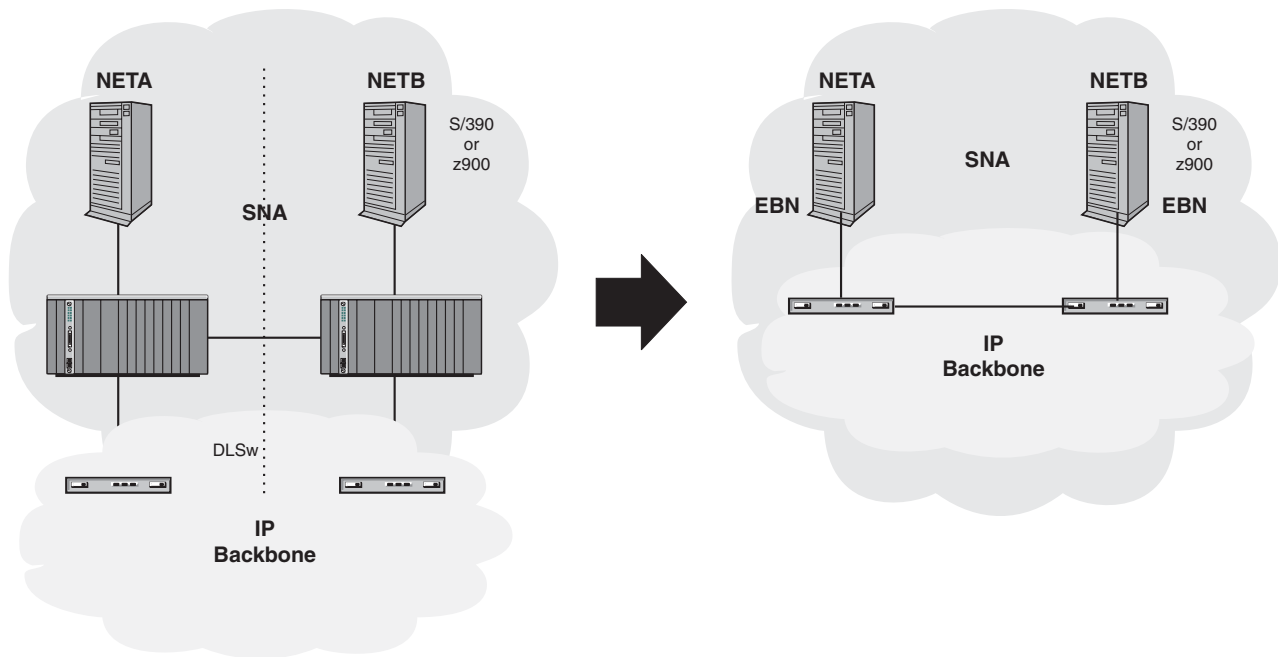 NETA
NETB
S/390
or
z900
SNA
DLSw
IP
Backbone
NETA
NETB
S/390
or
z900
SNA
EBN
EBN
IP
Backbone